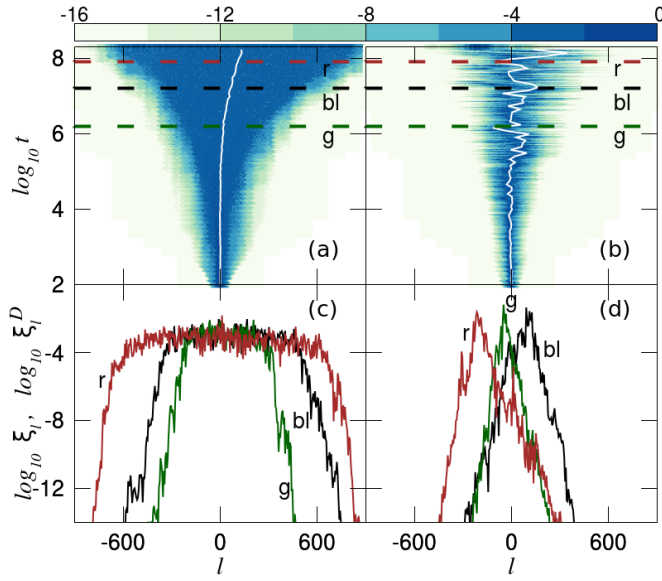 -16 -12 -8 -4 0
8 r r
bl bl
log₁₀ t 6 g g
4
(a) (b)
2
g
(c) (d)
log₁₀ ξₗ, log₁₀ ξₗᴰ -4 r r bl
-8
bl
g
-12
-600 0 600 -600 0 600
l l